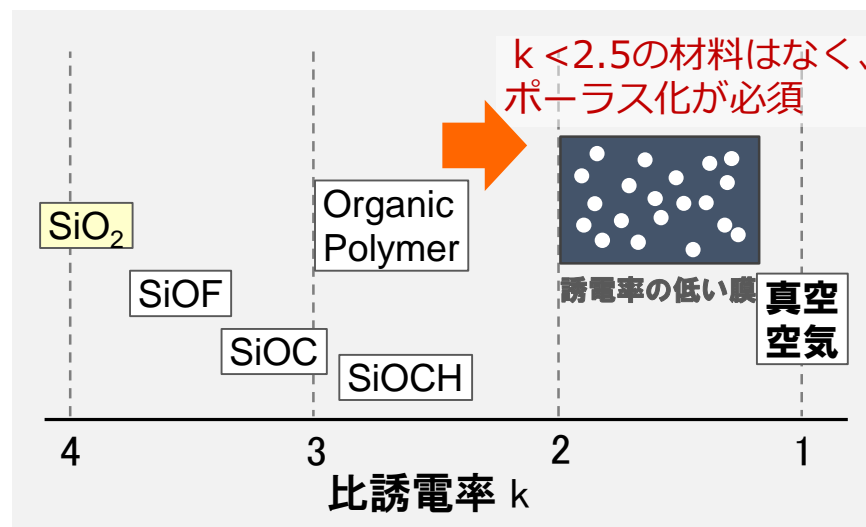 k <2.5の材料はなく、
ポーラス化が必須
Organic
Polymer
SiO2
SiOF
SiOC
SiOCH
誘電率の低い膜
真空
空気
4 3 2 1
比誘電率 k